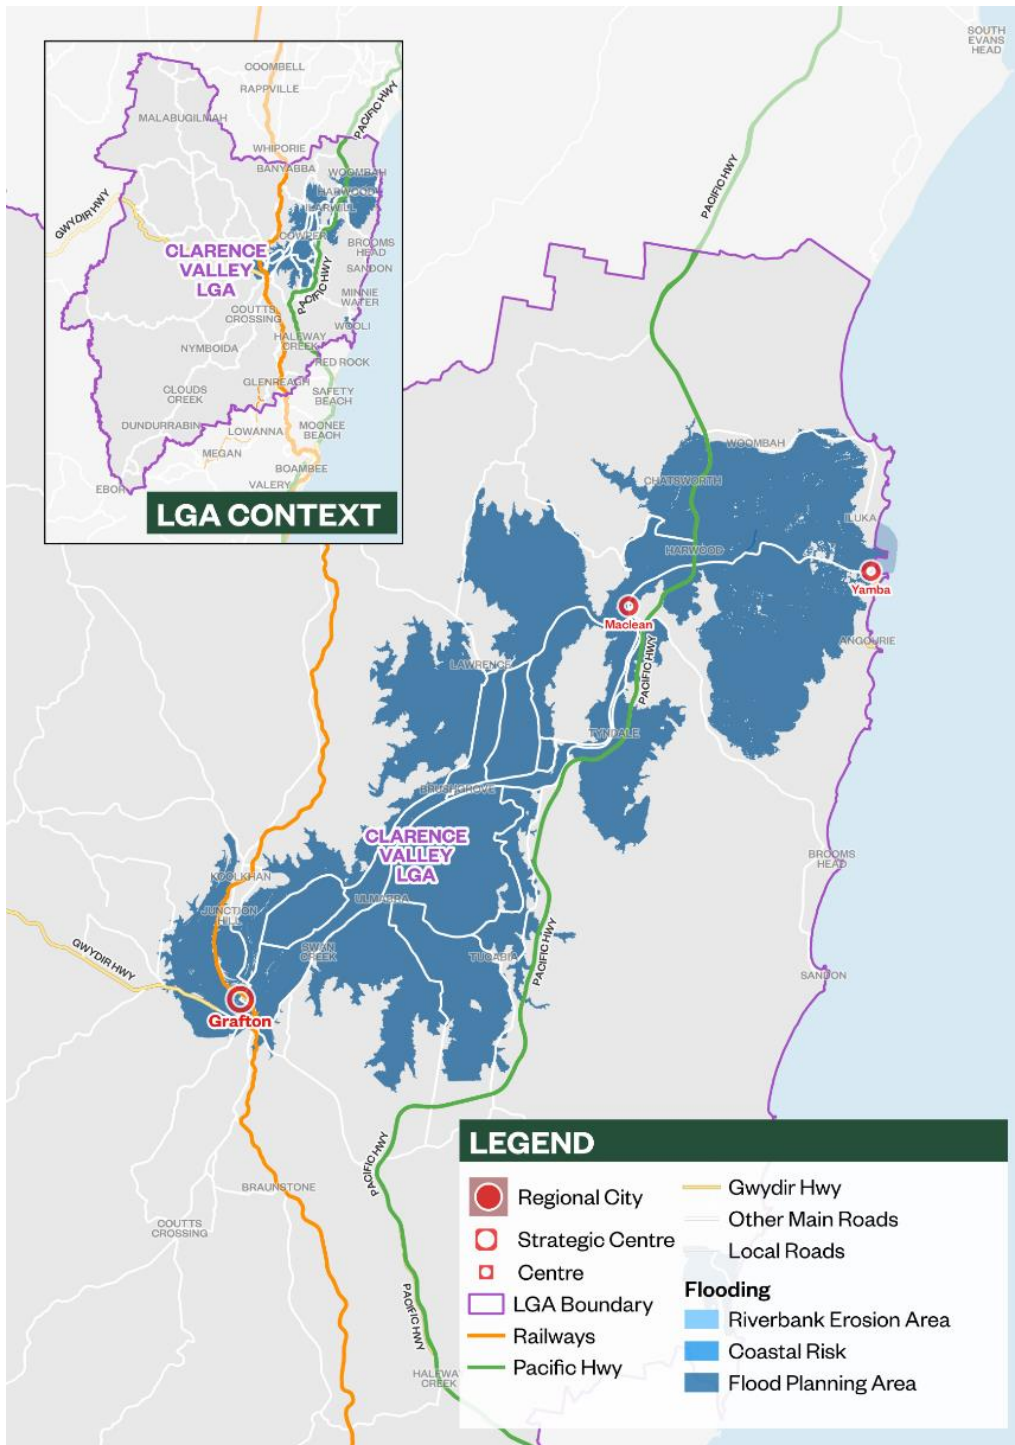 SOUTH
EVANS
HEAD
COOMBELL
RAPPVILLE
PACIFIC HWY
MALABUGILMAH
WHIPORIE
BANYABBA
WOOMBAH
HARWOOD
ILARWILL
GWYDIR HWY
COWPER
CLARENCE
VALLEY
LGA
BROOMS
HEAD
SANDON
PACIFIC HWY
MINNIE
WATER
COUTTS
CROSSING
WOOLI
HALFWAY
CREEK
NYMBOIDA
RED ROCK
GLENREAGH
CLOUDS
CREEK
SAFETY
BEACH
DUNDURRABIN
LOWANNA
MOONEE
BEACH
MEGAN
BOAMBEE
EBOR
VALERY
LGA CONTEXT
PACIFIC HWY
WOOMBAH
CHATSWORTH
ILUKA
HARWOOD
Yamba
Maclean
ANGOURIE
LAWRENCE
PACIFIC HWY
TYNDALE
BRUSHGROVE
CLARENCE
VALLEY
LGA
BROOMS
HEAD
KOOLKHAN
ULMARRA
JUNCTION
HILL
SWAN
CREEK
TUCABIA
PACIFIC HWY
GWYDIR HWY
SANDON
Grafton
PACIFIC HWY
BRAUNSTONE
COUTTS
CROSSING
PACIFIC HWY
HALFWAY
CREEK
LEGEND
Regional City
Strategic Centre
Centre
LGA Boundary
Railways
Pacific Hwy
Gwydir Hwy
Other Main Roads
Local Roads
Flooding
Riverbank Erosion Area
Coastal Risk
Flood Planning Area